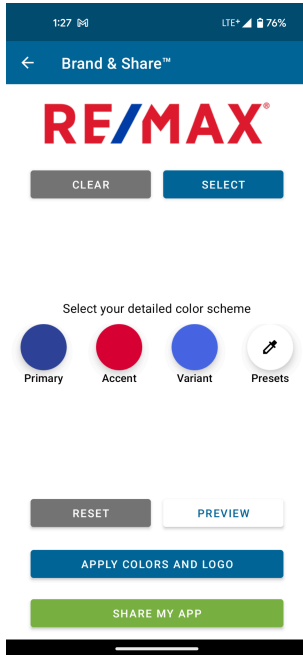 1:27 LTE+ 76%
Brand & Share™
RE/MAX®
CLEAR SELECT
Select your detailed color scheme
Primary Accent Variant Presets
RESET PREVIEW
APPLY COLORS AND LOGO
SHARE MY APP